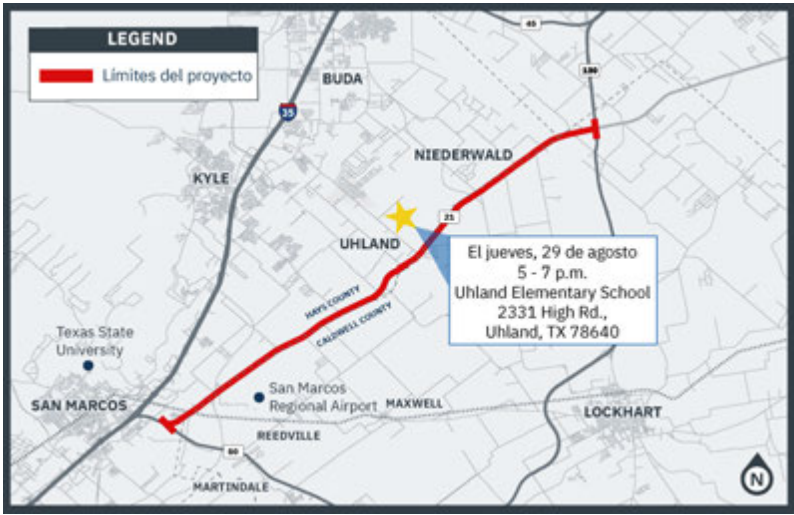 LEGEND
Límites del proyecto
45
130
BUDA
35
NIEDERWALD
KYLE
21
UHLAND
El jueves, 29 de agosto
5 - 7 p.m.
Uhland Elementary School
2331 High Rd.,
Uhland, TX 78640
HAYS COUNTY
CALDWELL COUNTY
Texas State
University
San Marcos
Regional Airport
MAXWELL
SAN MARCOS
LOCKHART
REEDVILLE
80
MARTINDALE
N